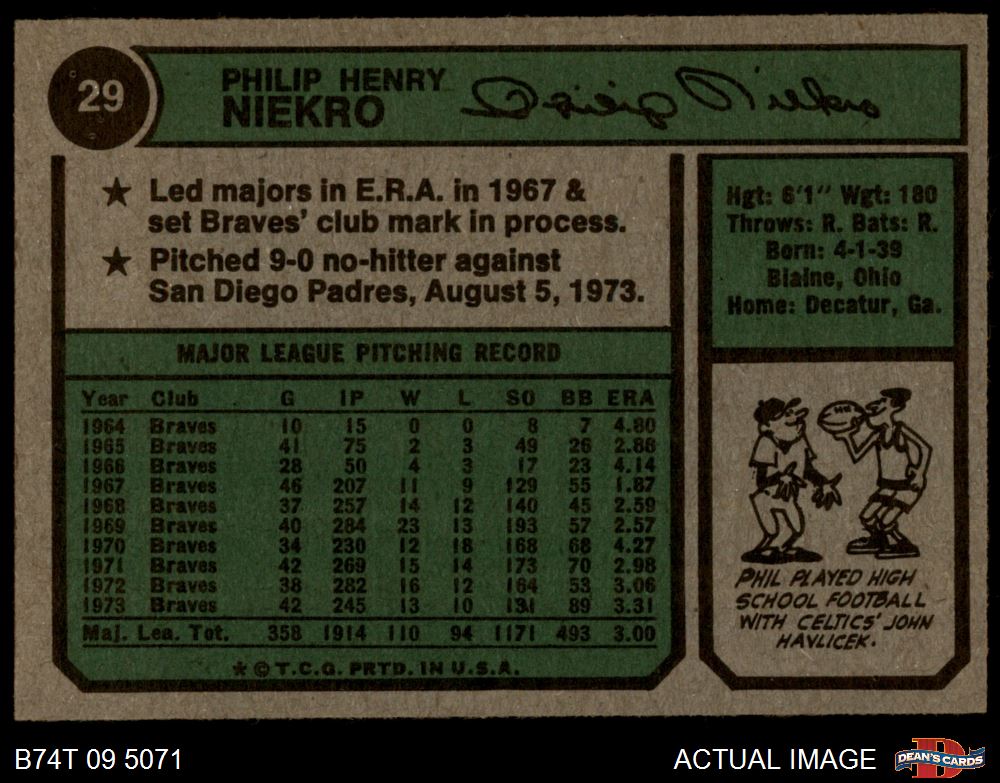 29
PHILIP HENRY
NIEKRO
Philip Niekro
★ Led majors in E.R.A. in 1967 &
set Braves' club mark in process.
★ Pitched 9-0 no-hitter against
San Diego Padres, August 5, 1973.
Hgt: 6'1" Wgt: 180
Throws: R. Bats: R.
Born: 4-1-39
Blaine, Ohio
Home: Decatur, Ga.
MAJOR LEAGUE PITCHING RECORD
Year Club G IP W L SO BB ERA
1964 Braves 10 15 0 0 8 7 4.80
1965 Braves 41 75 2 3 49 26 2.88
1966 Braves 28 50 4 3 17 23 4.14
1967 Braves 46 207 11 9 129 55 1.87
1968 Braves 37 257 14 12 140 45 2.59
1969 Braves 40 284 23 13 193 57 2.57
1970 Braves 34 230 12 18 168 68 4.27
1971 Braves 42 269 15 14 173 70 2.98
1972 Braves 38 282 16 12 164 53 3.06
1973 Braves 42 245 13 10 131 89 3.31
Maj. Lea. Tot. 358 1914 110 94 1171 493 3.00
★ © T.C.G. PRTD. IN U.S.A.
PHIL PLAYED HIGH
SCHOOL FOOTBALL
WITH CELTICS' JOHN
HAVLICEK.
B74T 09 5071
ACTUAL IMAGE
DEAN'S CARDS